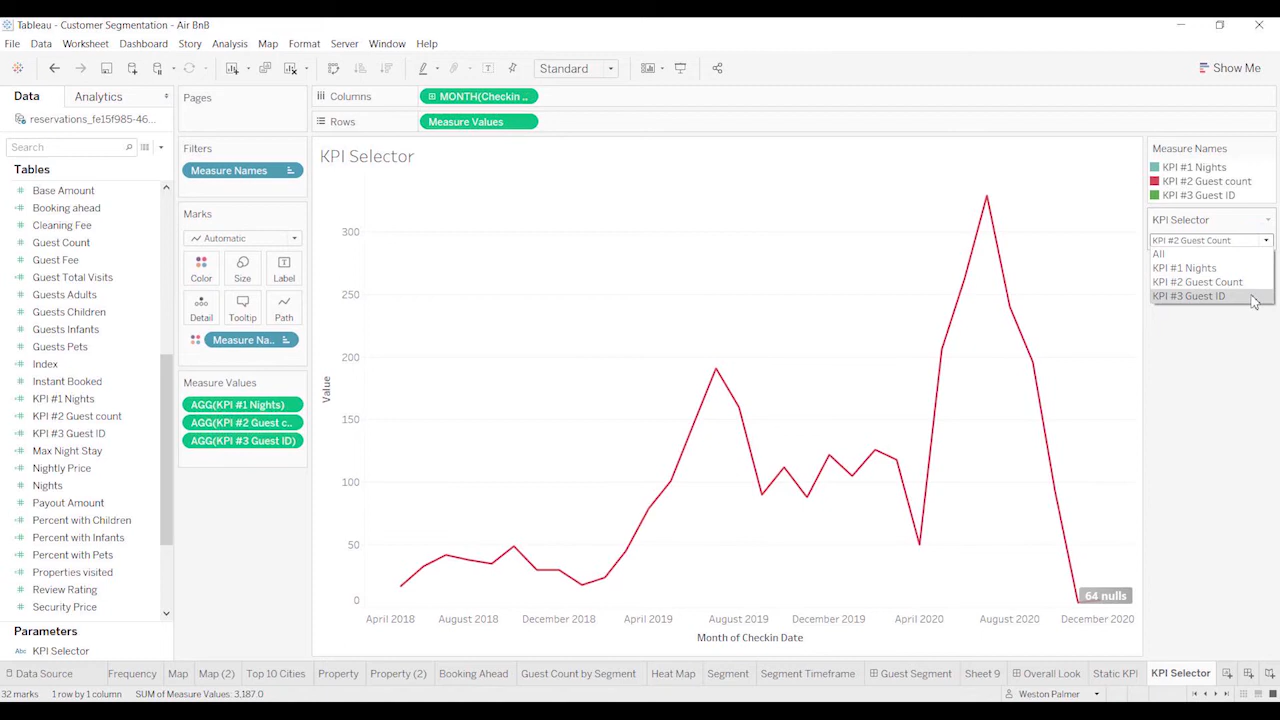 Tableau - Customer Segmentation - Air BnB
File Data Worksheet Dashboard Story Analysis Map Format Server Window Help
Standard
Show Me
Data Analytics
reservations_fe15f985-46...
Search
Tables
Base Amount
Booking ahead
Cleaning Fee
Guest Count
Guest Fee
Guest Total Visits
Guests Adults
Guests Children
Guests Infants
Guests Pets
Index
Instant Booked
KPI #1 Nights
KPI #2 Guest count
KPI #3 Guest ID
Max Night Stay
Nightly Price
Nights
Payout Amount
Percent with Children
Percent with Infants
Percent with Pets
Properties visited
Review Rating
Security Price
Parameters
Abc KPI Selector
Pages
Filters
Measure Names
Marks
Automatic
Color Size Label
Detail Tooltip Path
Measure Na..
Measure Values
AGG(KPI #1 Nights)
AGG(KPI #2 Guest c..
AGG(KPI #3 Guest ID)
Columns MONTH(Checkin ..
Rows Measure Values
KPI Selector
Value
300
250
200
150
100
50
0
64 nulls
April 2018 August 2018 December 2018 April 2019 August 2019 December 2019 April 2020 August 2020 December 2020
Month of Checkin Date
Measure Names
KPI #1 Nights
KPI #2 Guest count
KPI #3 Guest ID
KPI Selector
KPI #2 Guest Count
All
KPI #1 Nights
KPI #2 Guest Count
KPI #3 Guest ID
Data Source Frequency Map Map (2) Top 10 Cities Property Property (2) Booking Ahead Guest Count by Segment Heat Map Segment Segment Timeframe Guest Segment Sheet 9 Overall Look Static KPI KPI Selector
32 marks 1 row by 1 column SUM of Measure Values: 3,187.0 Weston Palmer